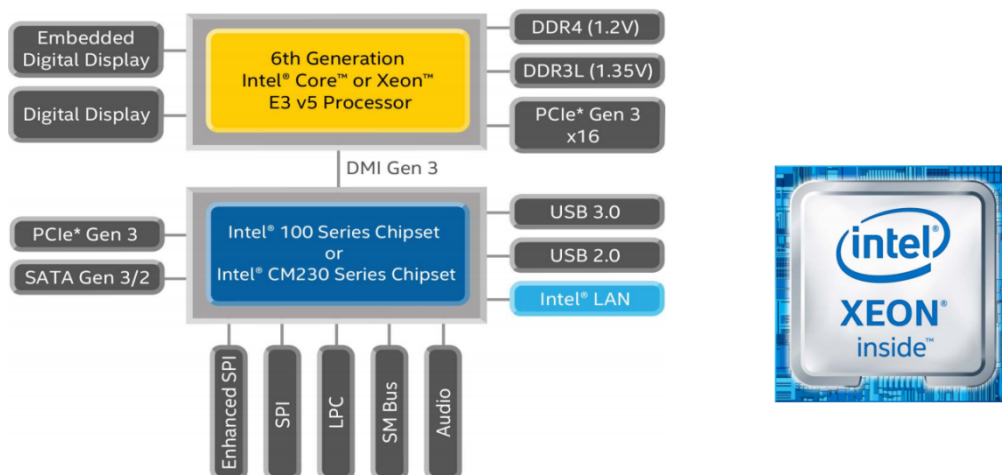 Embedded
Digital Display
Digital Display
6th Generation
Intel® Core™ or Xeon™
E3 v5 Processor
DDR4 (1.2V)
DDR3L (1.35V)
PCIe* Gen 3
x16
DMI Gen 3
PCIe* Gen 3
SATA Gen 3/2
Intel® 100 Series Chipset
or
Intel® CM230 Series Chipset
USB 3.0
USB 2.0
Intel® LAN
Enhanced SPI
SPI
LPC
SM Bus
Audio
intel®
XEON®
inside™